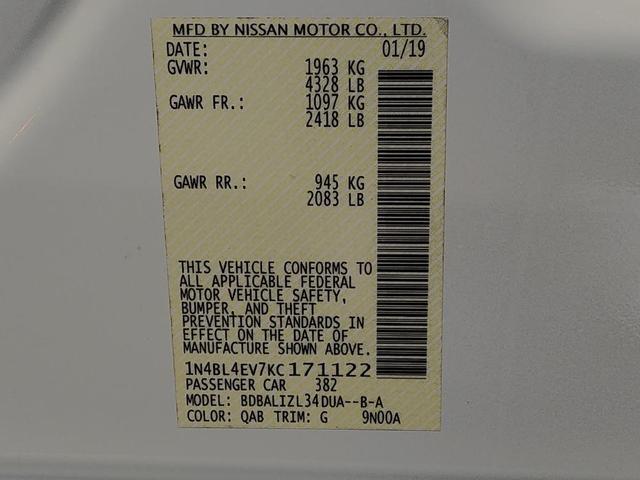 MFD BY NISSAN MOTOR CO., LTD.
DATE: 01/19
GVWR: 1963 KG
4328 LB
GAWR FR.: 1097 KG
2418 LB
GAWR RR.: 945 KG
2083 LB
THIS VEHICLE CONFORMS TO
ALL APPLICABLE FEDERAL
MOTOR VEHICLE SAFETY,
BUMPER, AND THEFT
PREVENTION STANDARDS IN
EFFECT ON THE DATE OF
MANUFACTURE SHOWN ABOVE.
1N4BL4EV7KC171122
PASSENGER CAR 382
MODEL: BDBALIZL34DUA--B-A
COLOR: QAB TRIM: G 9N00A